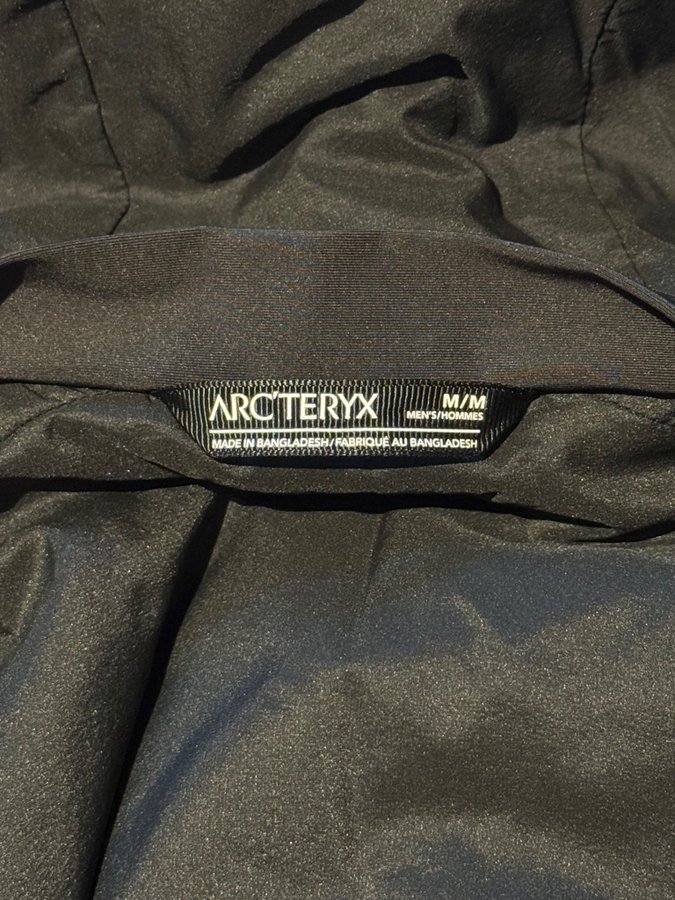 ARC'TERYX
M/M
MEN'S/HOMMES
MADE IN BANGLADESH/FABRIQUÉ AU BANGLADESH